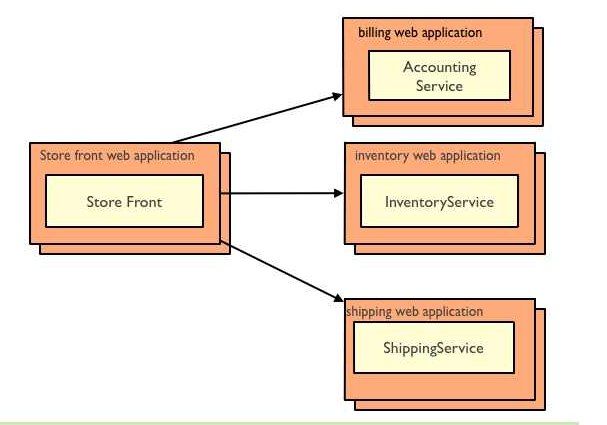 billing web application
Accounting
Service
Store front web application
Store Front
inventory web application
InventoryService
shipping web application
ShippingService